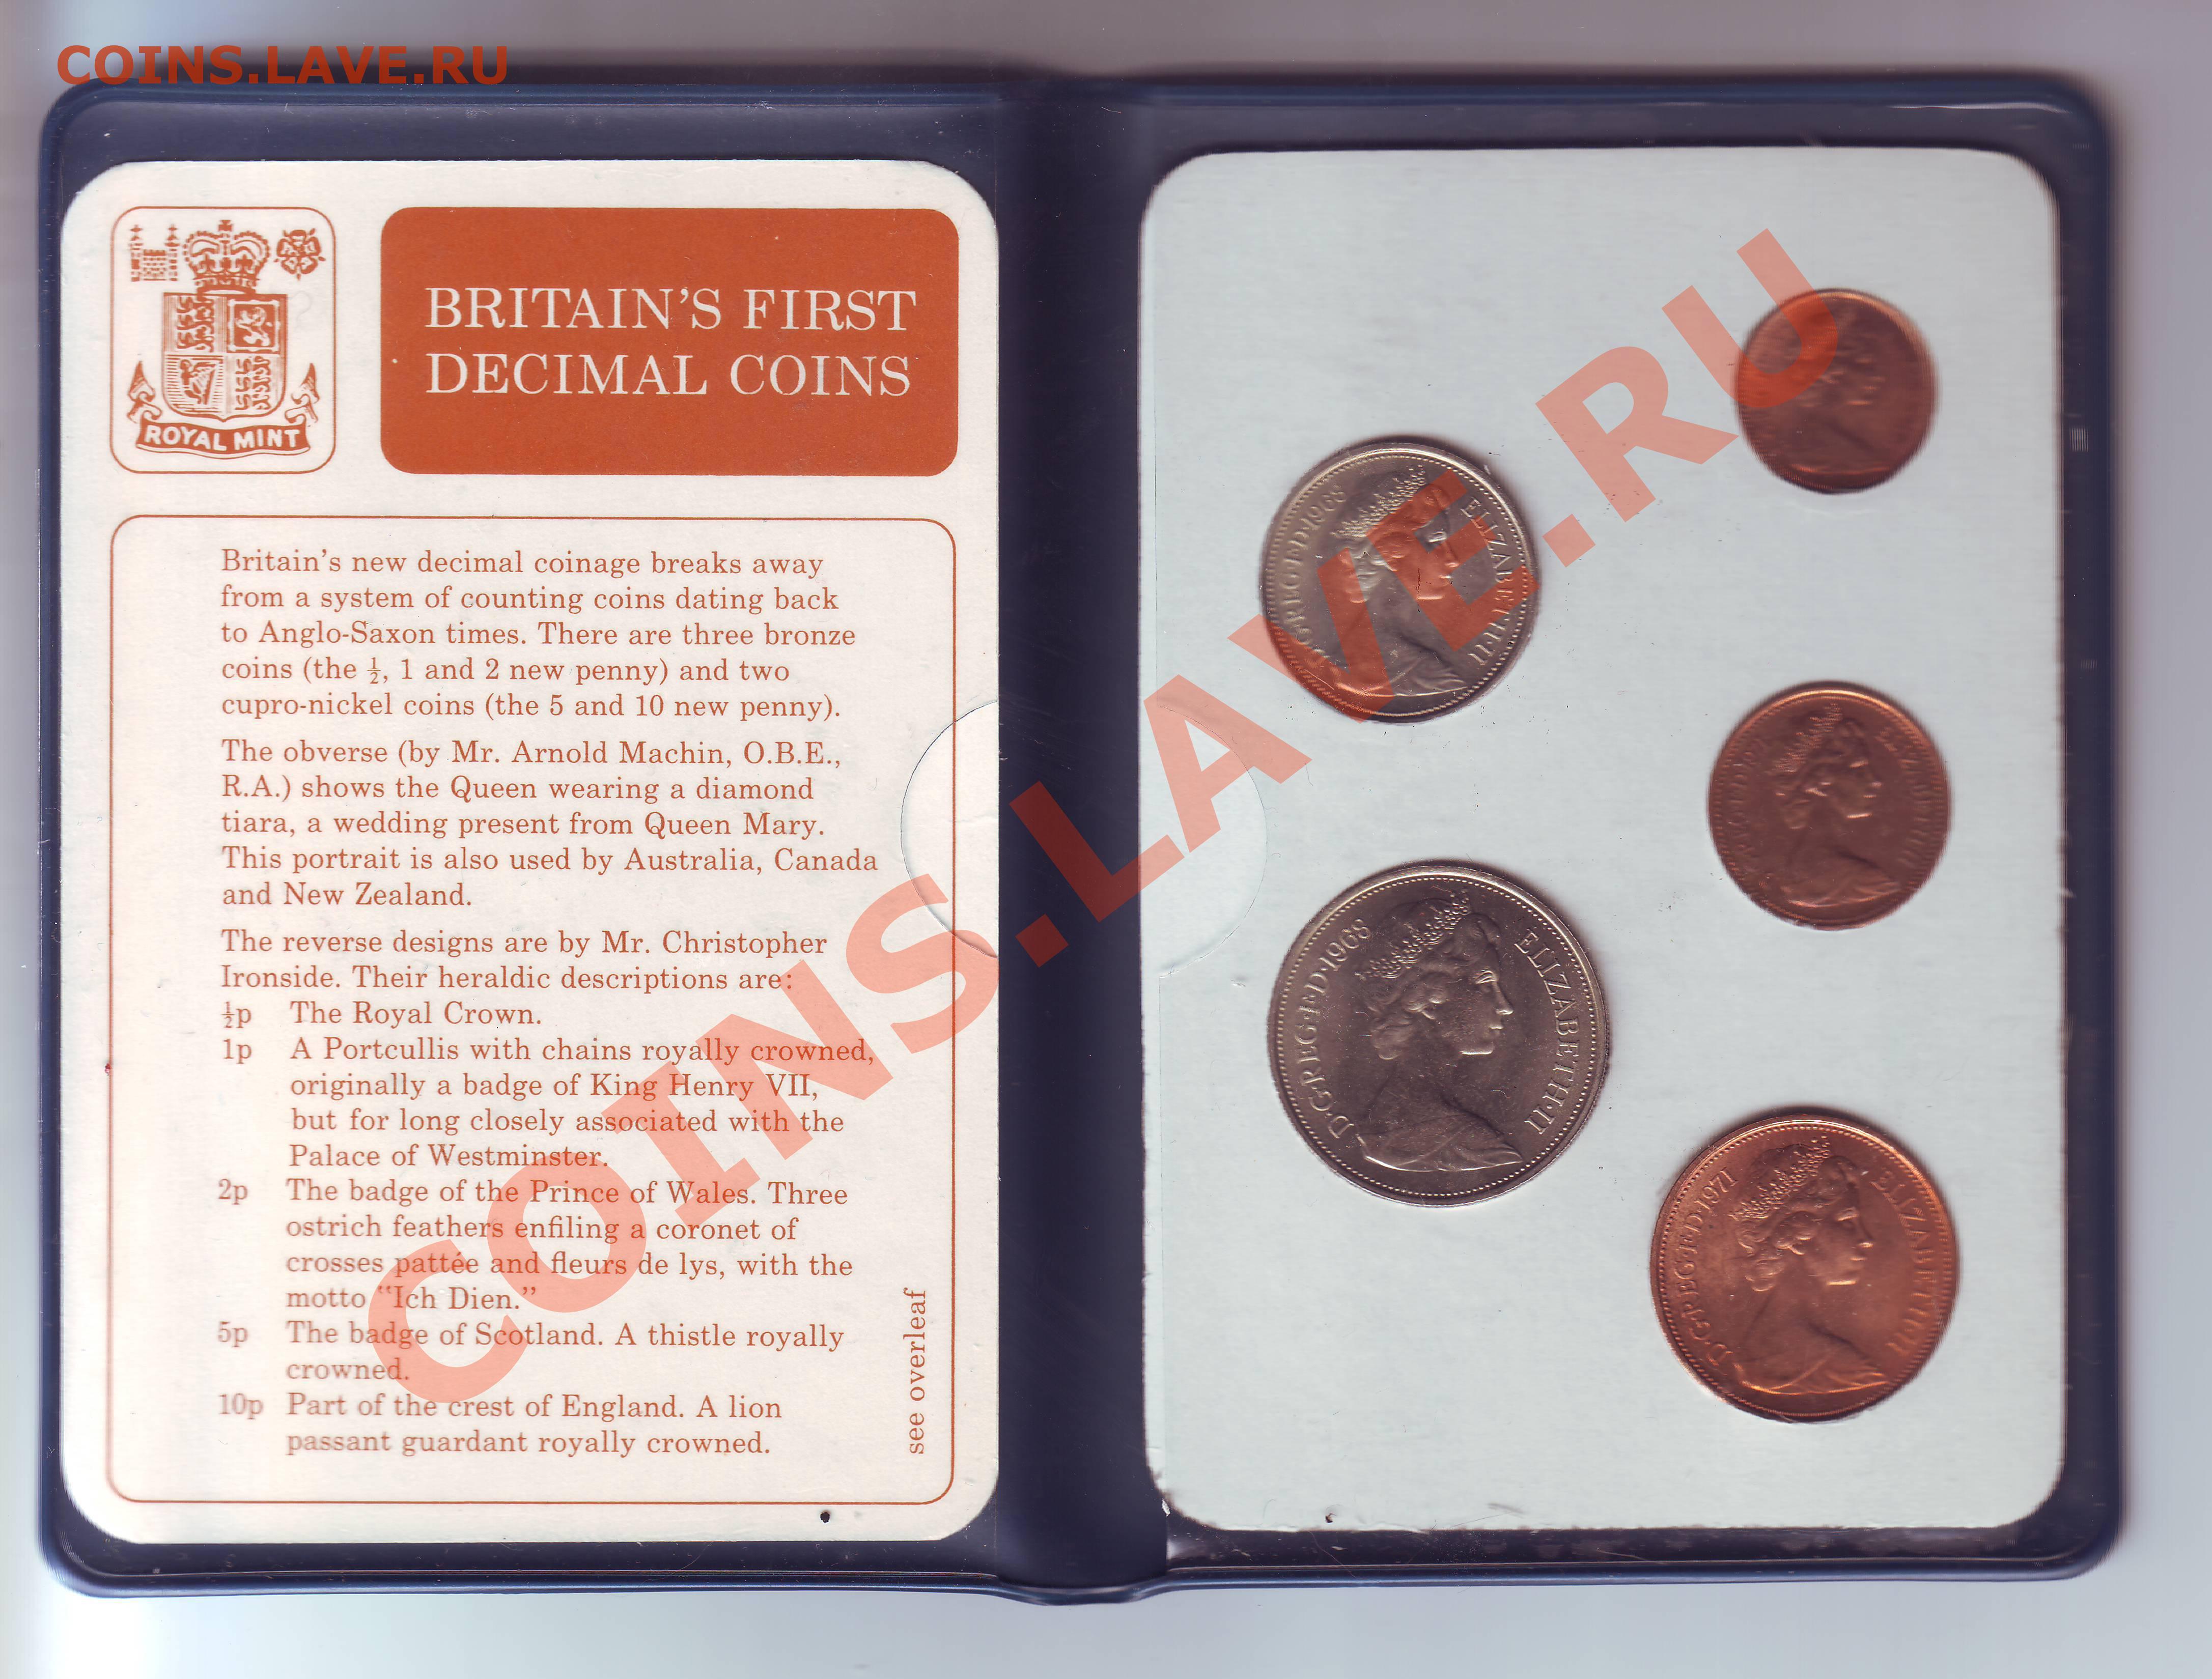 COINS.LAVE.RU
ROYAL MINT
BRITAIN'S FIRST
DECIMAL COINS
Britain's new decimal coinage breaks away
from a system of counting coins dating back
to Anglo-Saxon times. There are three bronze
coins (the ½, 1 and 2 new penny) and two
cupro-nickel coins (the 5 and 10 new penny).
The obverse (by Mr. Arnold Machin, O.B.E.,
R.A.) shows the Queen wearing a diamond
tiara, a wedding present from Queen Mary.
This portrait is also used by Australia, Canada
and New Zealand.
The reverse designs are by Mr. Christopher
Ironside. Their heraldic descriptions are:
½p The Royal Crown.
1p A Portcullis with chains royally crowned,
originally a badge of King Henry VII,
but for long closely associated with the
Palace of Westminster.
2p The badge of the Prince of Wales. Three
ostrich feathers enfiling a coronet of
crosses pattée and fleurs de lys, with the
motto "Ich Dien."
5p The badge of Scotland. A thistle royally
crowned.
10p Part of the crest of England. A lion
passant guardant royally crowned.
see overleaf
COINS.LAVE.RU
D·G·REG·F·D·1968 ELIZABETH·II
D·G·REG·F·D·1971 ELIZABETH·II
D·G·REG·F·D·1968 ELIZABETH·II
D·G·REG·F·D·1971 ELIZABETH·II